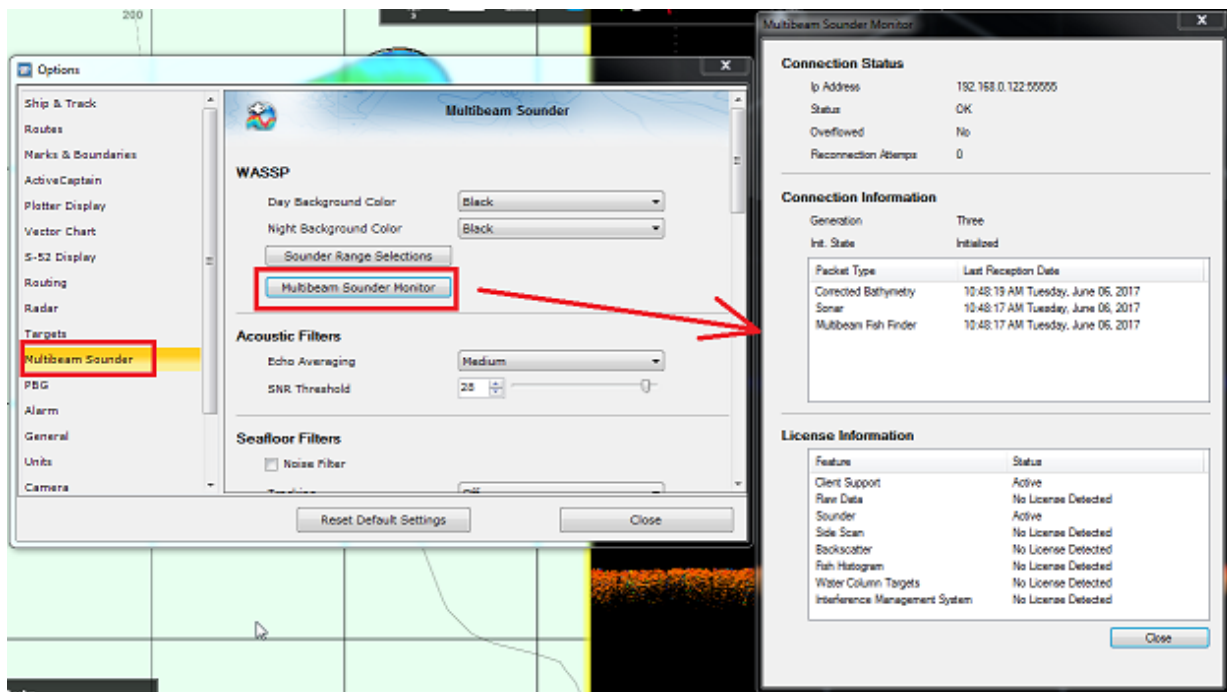 200
3
Options
Ship & Track
Routes
Marks & Boundaries
ActiveCaptain
Plotter Display
Vector Chart
S-52 Display
Routing
Radar
Targets
Multibeam Sounder
PBG
Alarm
General
Units
Camera
Multibeam Sounder
WASSP
Day Background Color Black
Night Background Color Black
Sounder Range Selections
Multibeam Sounder Monitor
Acoustic Filters
Echo Averaging Medium
SNR Threshold 28
Seafloor Filters
Noise Filter
Tracking Off
Reset Default Settings Close
Multibeam Sounder Monitor
Connection Status
Ip Address 192.168.0.122:55555
Status OK
Overflowed No
Reconnection Attemps 0
Connection Information
Generation Three
Init. State Initialized
Packet Type Last Reception Date
Corrected Bathymetry 10:48:19 AM Tuesday, June 06, 2017
Sonar 10:48:17 AM Tuesday, June 06, 2017
Multibeam Fish Finder 10:48:17 AM Tuesday, June 06, 2017
License Information
Feature Status
Client Support Active
Raw Data No License Detected
Sounder Active
Side Scan No License Detected
Backscatter No License Detected
Fish Histogram No License Detected
Water Column Targets No License Detected
Interference Management System No License Detected
Close